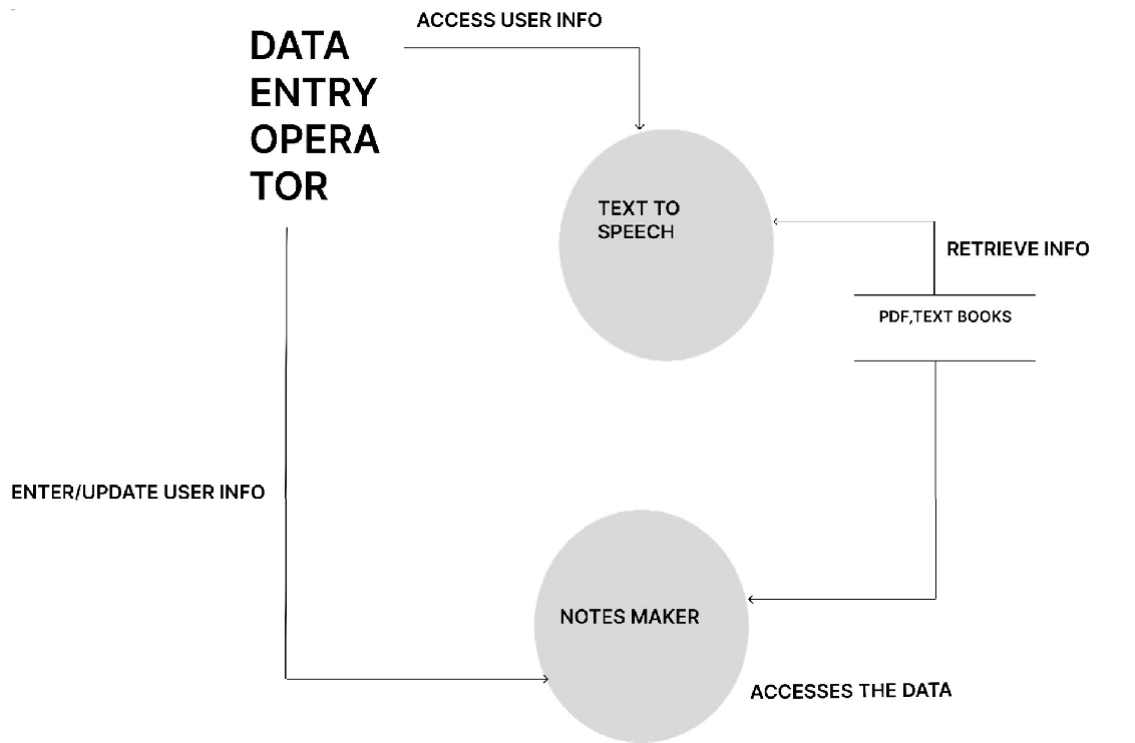 ACCESS USER INFO
DATA
ENTRY
OPERA
TOR
TEXT TO
SPEECH
RETRIEVE INFO
PDF,TEXT BOOKS
ENTER/UPDATE USER INFO
NOTES MAKER
ACCESSES THE DATA